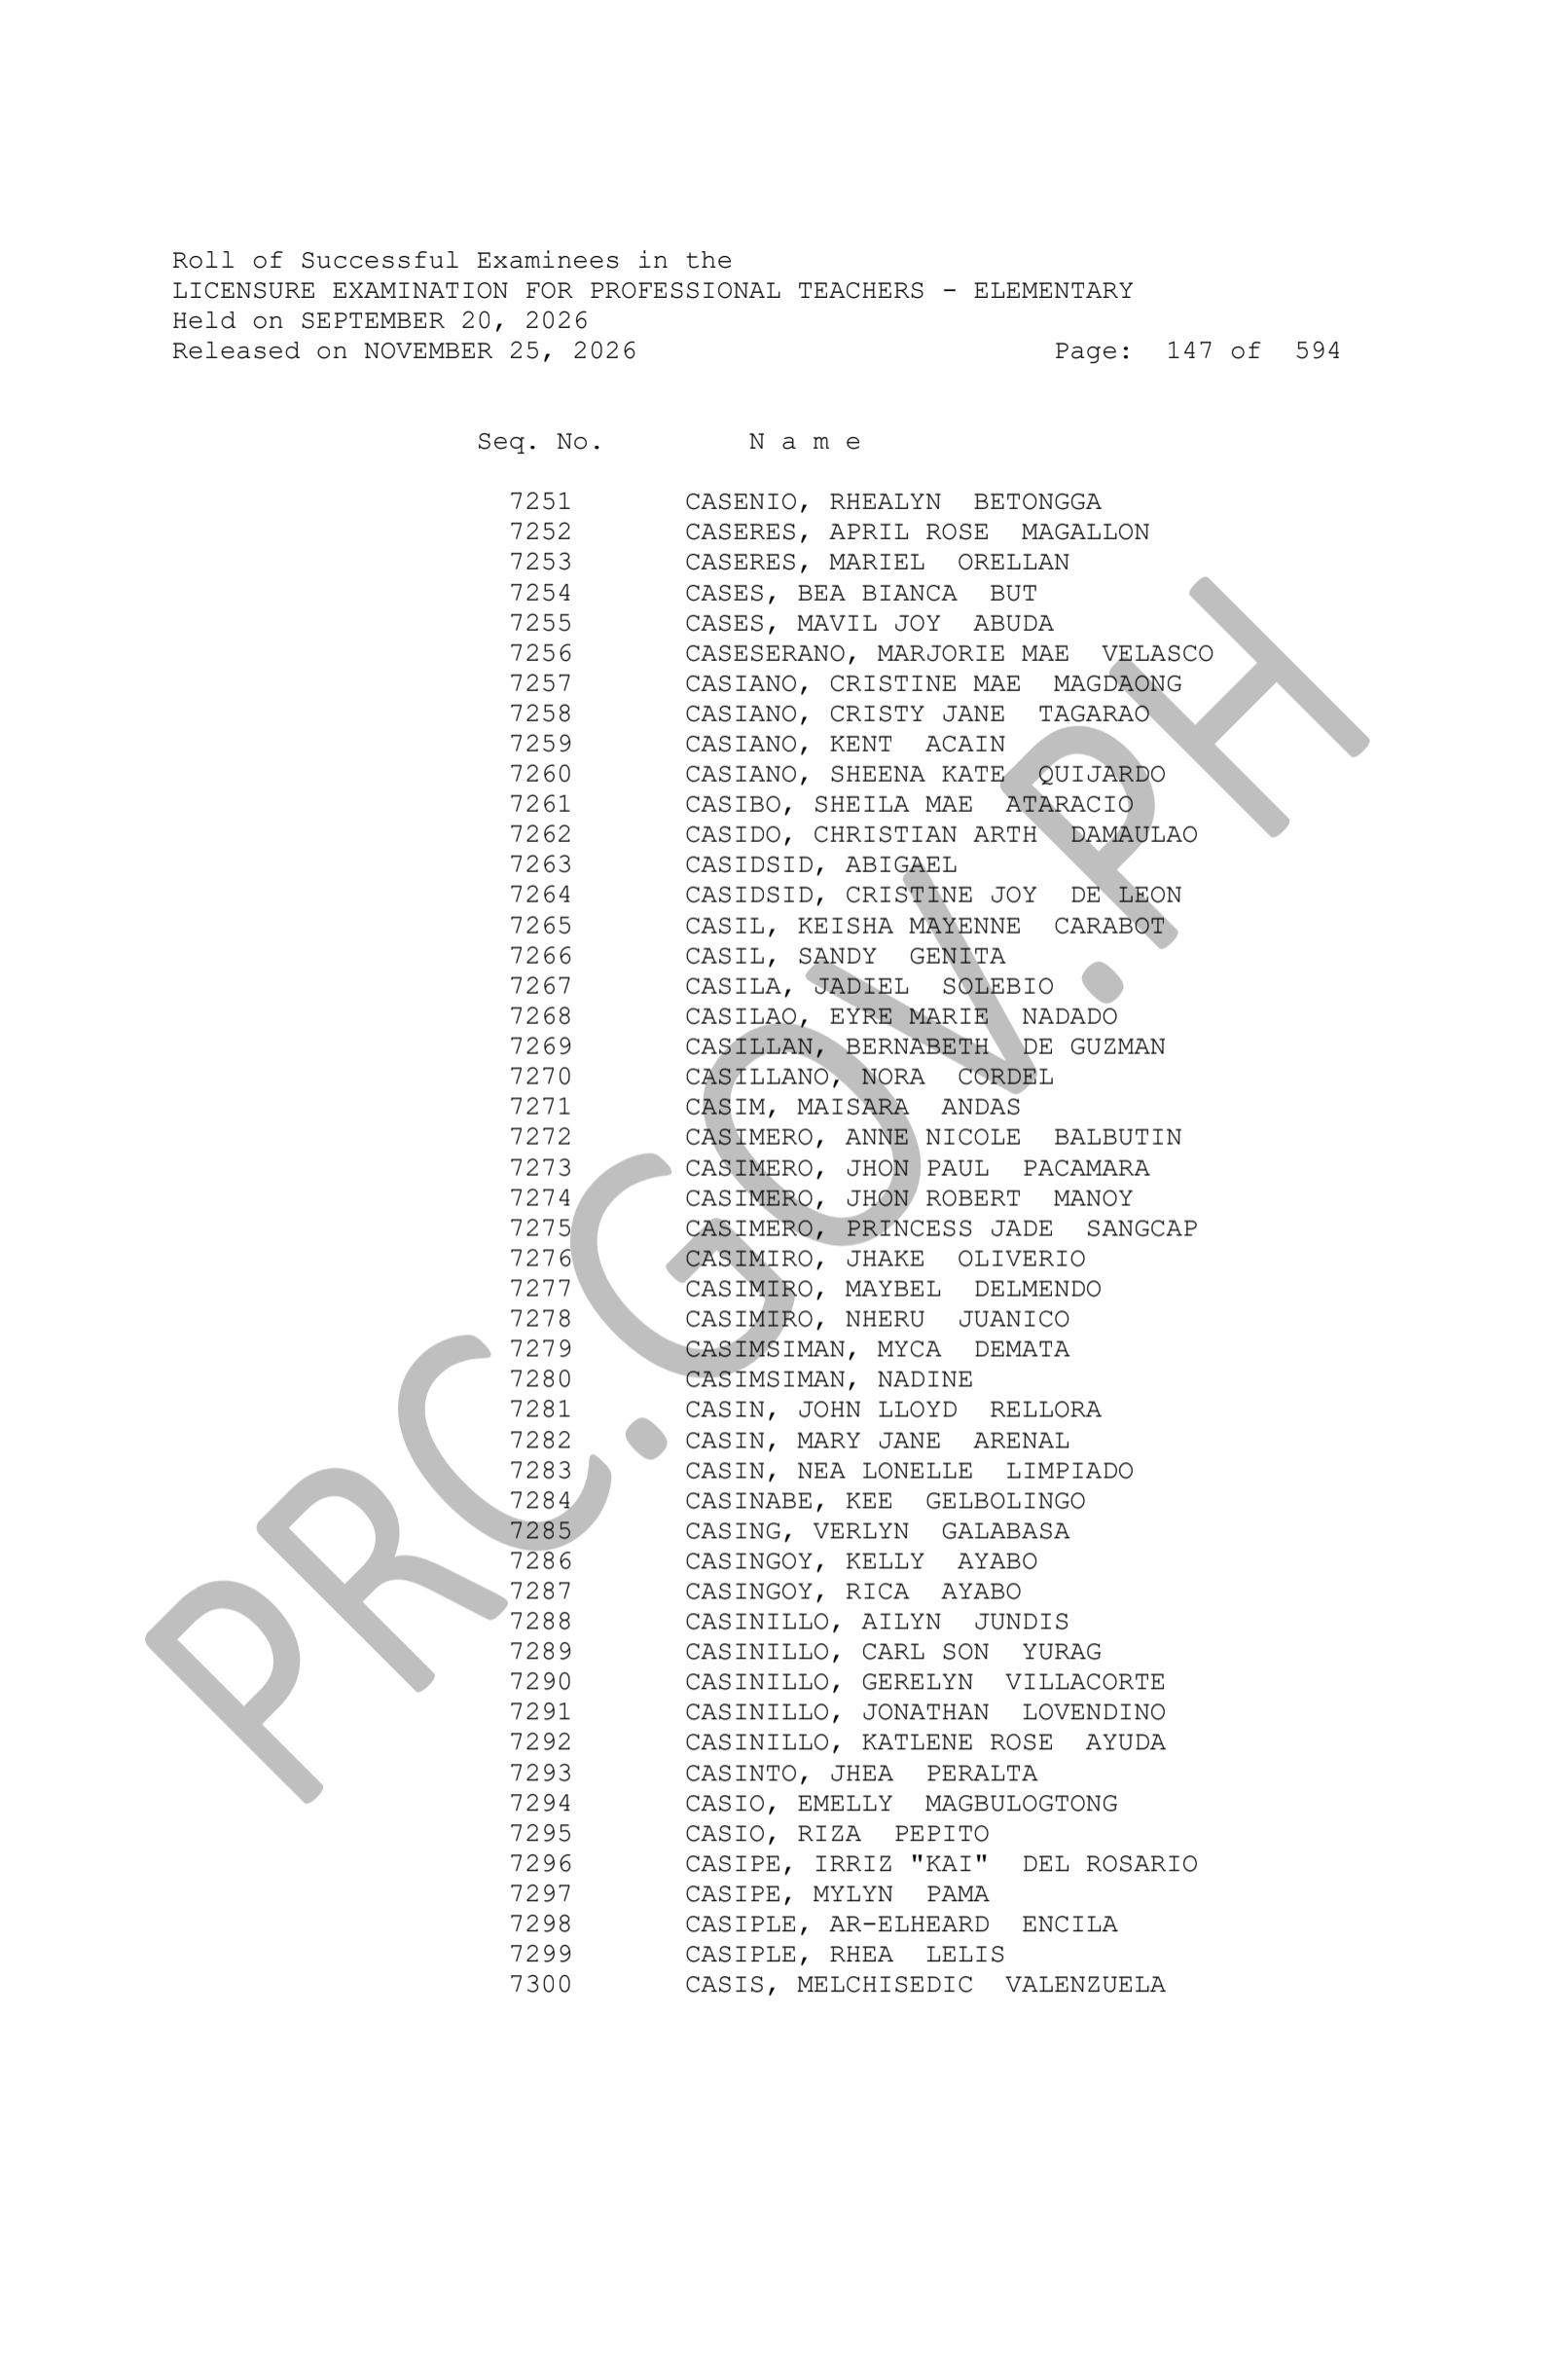 Roll of Successful Examinees in the
LICENSURE EXAMINATION FOR PROFESSIONAL TEACHERS - ELEMENTARY
Held on SEPTEMBER 20, 2026
Released on NOVEMBER 25, 2026 Page: 147 of 594
Seq. No. N a m e
7251 CASENIO, RHEALYN BETONGGA
7252 CASERES, APRIL ROSE MAGALLON
7253 CASERES, MARIEL ORELLAN
7254 CASES, BEA BIANCA BUT
7255 CASES, MAVIL JOY ABUDA
7256 CASESERANO, MARJORIE MAE VELASCO
7257 CASIANO, CRISTINE MAE MAGDAONG
7258 CASIANO, CRISTY JANE TAGARAO
7259 CASIANO, KENT ACAIN
7260 CASIANO, SHEENA KATE QUIJARDO
7261 CASIBO, SHEILA MAE ATARACIO
7262 CASIDO, CHRISTIAN ARTH DAMAULAO
7263 CASIDSID, ABIGAEL
7264 CASIDSID, CRISTINE JOY DE LEON
7265 CASIL, KEISHA MAYENNE CARABOT
7266 CASIL, SANDY GENITA
7267 CASILA, JADIEL SOLEBIO
7268 CASILAO, EYRE MARIE NADADO
7269 CASILLAN, BERNABETH DE GUZMAN
7270 CASILLANO, NORA CORDEL
7271 CASIM, MAISARA ANDAS
7272 CASIMERO, ANNE NICOLE BALBUTIN
7273 CASIMERO, JHON PAUL PACAMARA
7274 CASIMERO, JHON ROBERT MANOY
7275 CASIMERO, PRINCESS JADE SANGCAP
7276 CASIMIRO, JHAKE OLIVERIO
7277 CASIMIRO, MAYBEL DELMENDO
7278 CASIMIRO, NHERU JUANICO
7279 CASIMSIMAN, MYCA DEMATA
7280 CASIMSIMAN, NADINE
7281 CASIN, JOHN LLOYD RELLORA
7282 CASIN, MARY JANE ARENAL
7283 CASIN, NEA LONELLE LIMPIADO
7284 CASINABE, KEE GELBOLINGO
7285 CASING, VERLYN GALABASA
7286 CASINGOY, KELLY AYABO
7287 CASINGOY, RICA AYABO
7288 CASINILLO, AILYN JUNDIS
7289 CASINILLO, CARL SON YURAG
7290 CASINILLO, GERELYN VILLACORTE
7291 CASINILLO, JONATHAN LOVENDINO
7292 CASINILLO, KATLENE ROSE AYUDA
7293 CASINTO, JHEA PERALTA
7294 CASIO, EMELLY MAGBULOGTONG
7295 CASIO, RIZA PEPITO
7296 CASIPE, IRRIZ "KAI" DEL ROSARIO
7297 CASIPE, MYLYN PAMA
7298 CASIPLE, AR-ELHEARD ENCILA
7299 CASIPLE, RHEA LELIS
7300 CASIS, MELCHISEDIC VALENZUELA
PRC.GOV.PH